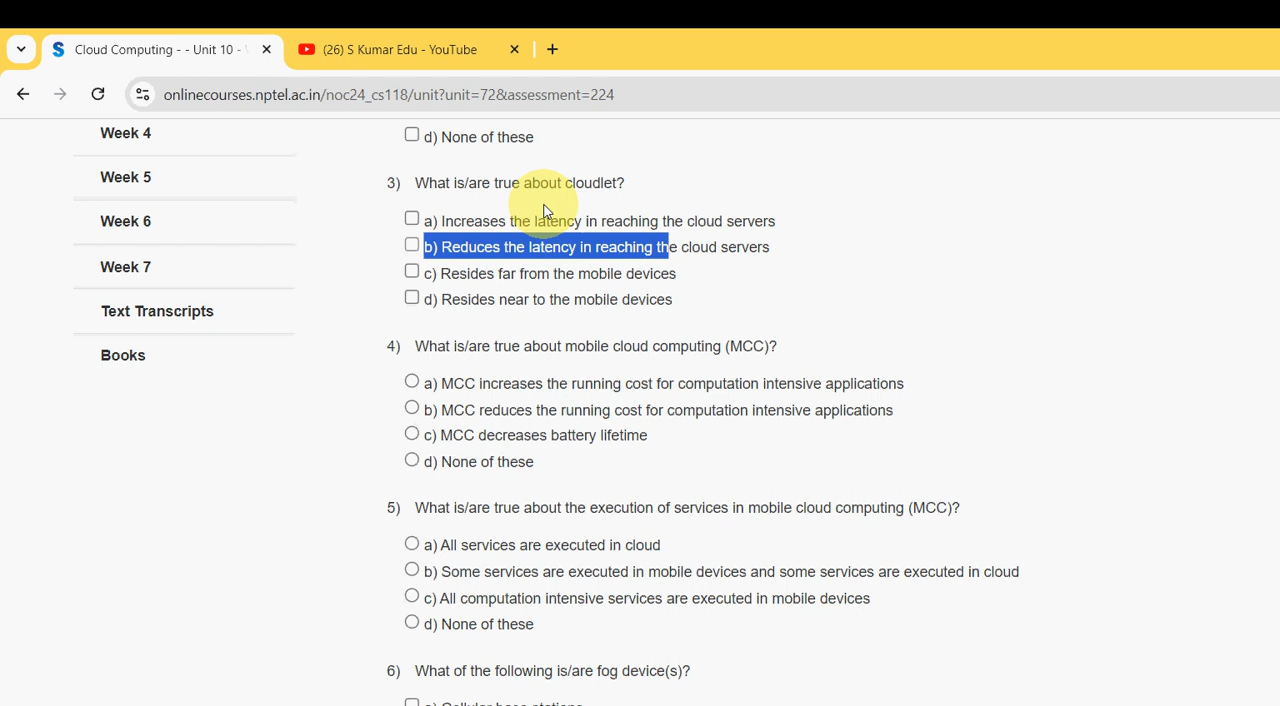 Cloud Computing - - Unit 10 -
(26) S Kumar Edu - YouTube
onlinecourses.nptel.ac.in/noc24_cs118/unit?unit=72&assessment=224
Week 4
Week 5
Week 6
Week 7
Text Transcripts
Books
d) None of these
3) What is/are true about cloudlet?
a) Increases the latency in reaching the cloud servers
b) Reduces the latency in reaching the cloud servers
c) Resides far from the mobile devices
d) Resides near to the mobile devices
4) What is/are true about mobile cloud computing (MCC)?
a) MCC increases the running cost for computation intensive applications
b) MCC reduces the running cost for computation intensive applications
c) MCC decreases battery lifetime
d) None of these
5) What is/are true about the execution of services in mobile cloud computing (MCC)?
a) All services are executed in cloud
b) Some services are executed in mobile devices and some services are executed in cloud
c) All computation intensive services are executed in mobile devices
d) None of these
6) What of the following is/are fog device(s)?
a) Cellular base stations